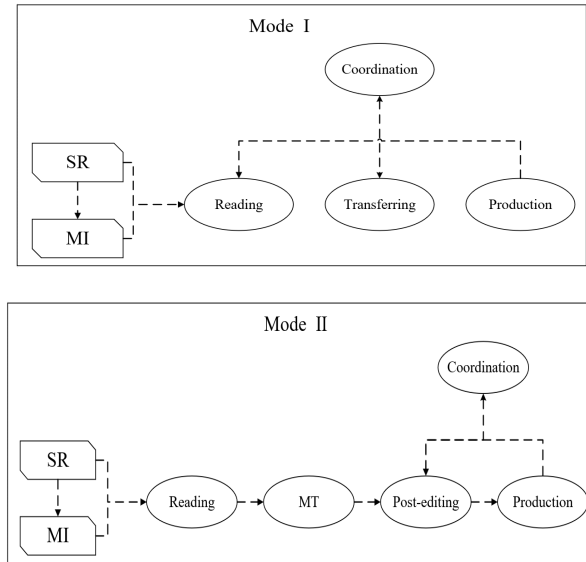 Mode I
Coordination
SR
MI
Reading
Transferring
Production
Mode II
Coordination
SR
MI
Reading
MT
Post-editing
Production